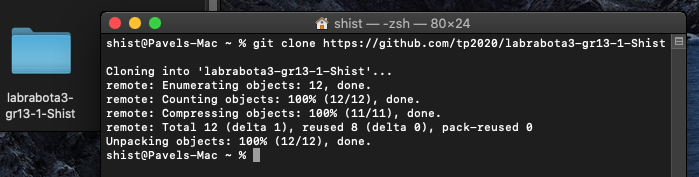 shist — -zsh — 80×24
shist@Pavels-Mac ~ % git clone https://github.com/tp2020/labrabota3-gr13-1-Shist
Cloning into 'labrabota3-gr13-1-Shist'...
remote: Enumerating objects: 12, done.
remote: Counting objects: 100% (12/12), done.
remote: Compressing objects: 100% (11/11), done.
remote: Total 12 (delta 1), reused 8 (delta 0), pack-reused 0
Unpacking objects: 100% (12/12), done.
shist@Pavels-Mac ~ %
labrabota3-
gr13-1-Shist